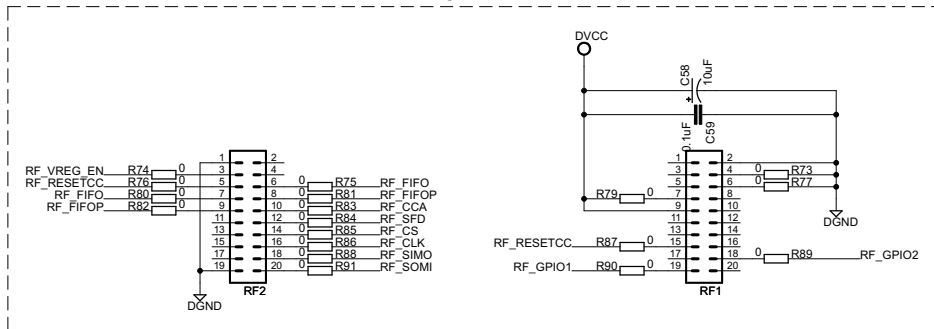 DVCC
C58
10uF
+
0.1uF
C59
1 2
RF_VREG_EN R74 0 3 4
RF_RESETCC R76 0 5 6 0 R75 RF_FIFO
RF_FIFO R80 0 7 8 0 R81 RF_FIFOP
RF_FIFOP R82 0 9 10 0 R83 RF_CCA
11 12 0 R84 RF_SFD
13 14 0 R85 RF_CS
15 16 0 R86 RF_CLK
17 18 0 R88 RF_SIMO
19 20 0 R91 RF_SOMI
RF2
DGND
1 2
3 4 0 R73
5 6 0 R77
R79 0 7 8
9 10
11 12
13 14
RF_RESETCC R87 0 15 16
17 18 0 R89 RF_GPIO2
RF_GPIO1 R90 0 19 20
RF1
DGND